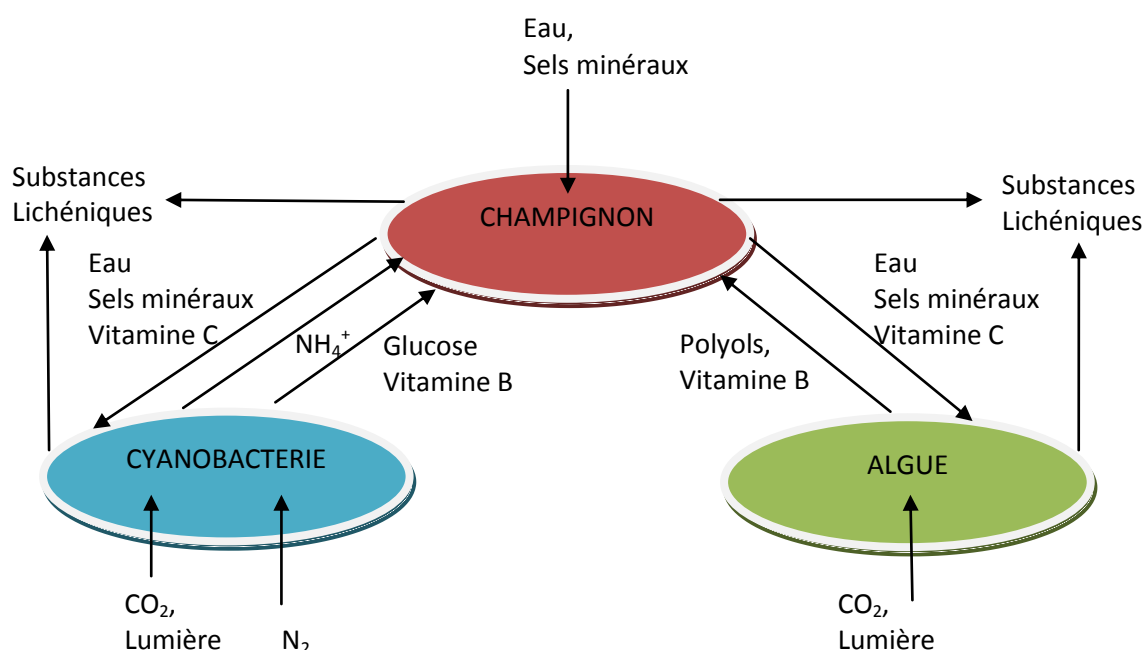 Eau,
Sels minéraux
Substances
Lichéniques
CHAMPIGNON
Substances
Lichéniques
Eau
Sels minéraux
Vitamine C
NH₄⁺
Glucose
Vitamine B
Polyols,
Vitamine B
Eau
Sels minéraux
Vitamine C
CYANOBACTERIE
ALGUE
CO₂,
Lumière
N₂
CO₂,
Lumière